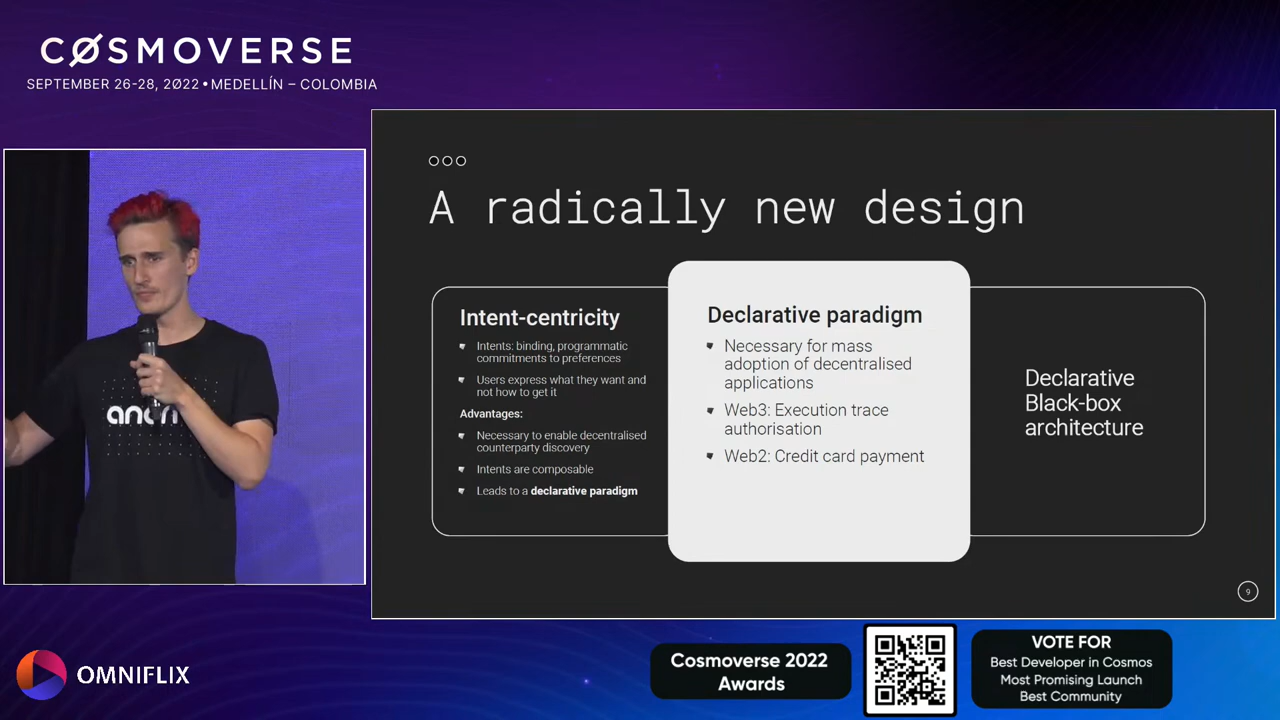 CØSMOVERSE
SEPTEMBER 26-28, 2Ø22 • MEDELLÍN – COLOMBIA
anoma
A radically new design
Intent-centricity
Intents: binding, programmatic
commitments to preferences
Users express what they want and
not how to get it
Advantages:
Necessary to enable decentralised
counterparty discovery
Intents are composable
Leads to a declarative paradigm
Declarative paradigm
Necessary for mass
adoption of decentralised
applications
Web3: Execution trace
authorisation
Web2: Credit card payment
Declarative
Black-box
architecture
9
OMNIFLIX
Cosmoverse 2022
Awards
VOTE FOR
Best Developer in Cosmos
Most Promising Launch
Best Community